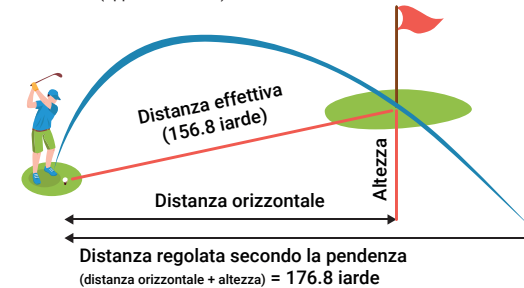 Distanza effettiva
(156.8 iarde)
Altezza
Distanza orizzontale
Distanza regolata secondo la pendenza
(distanza orizzontale + altezza) = 176.8 iarde